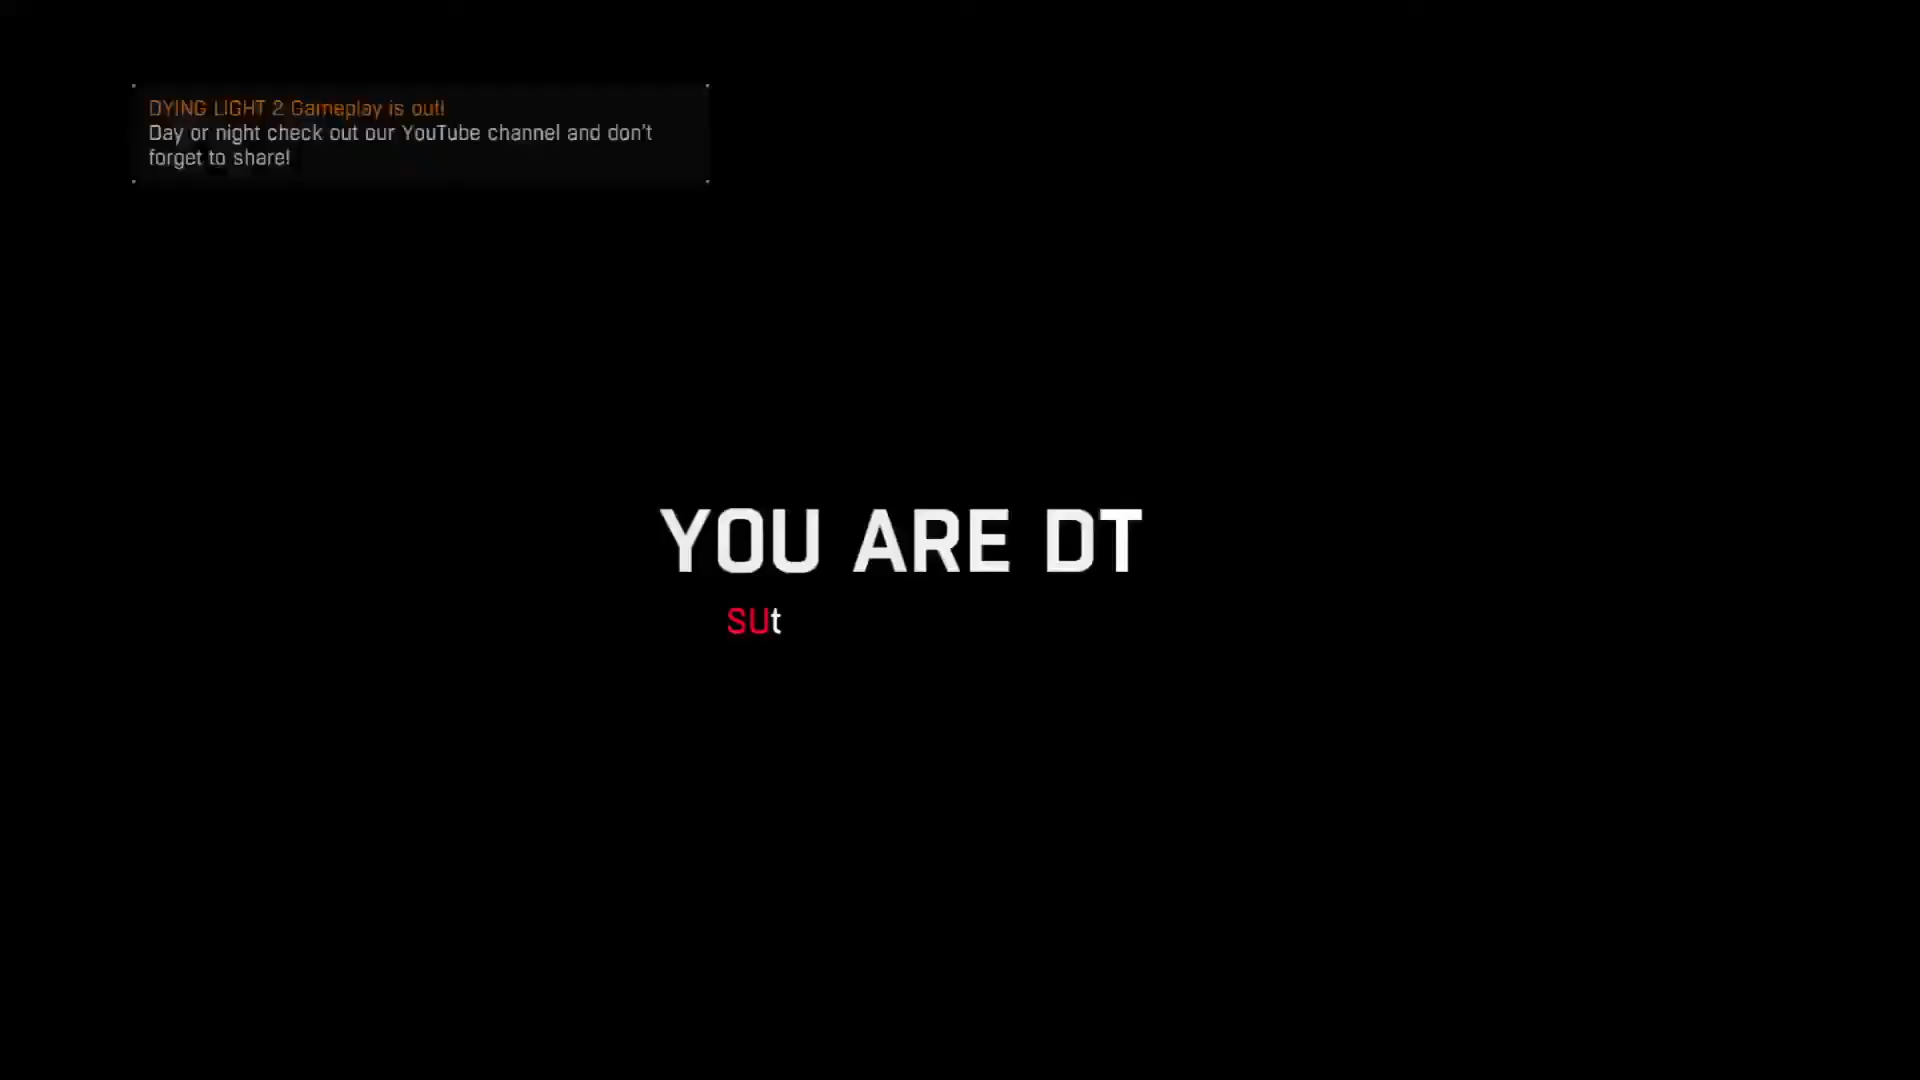 DYING LIGHT 2 Gameplay is out!
Day or night check out our YouTube channel and don't
forget to share!
YOU ARE DT
SUt